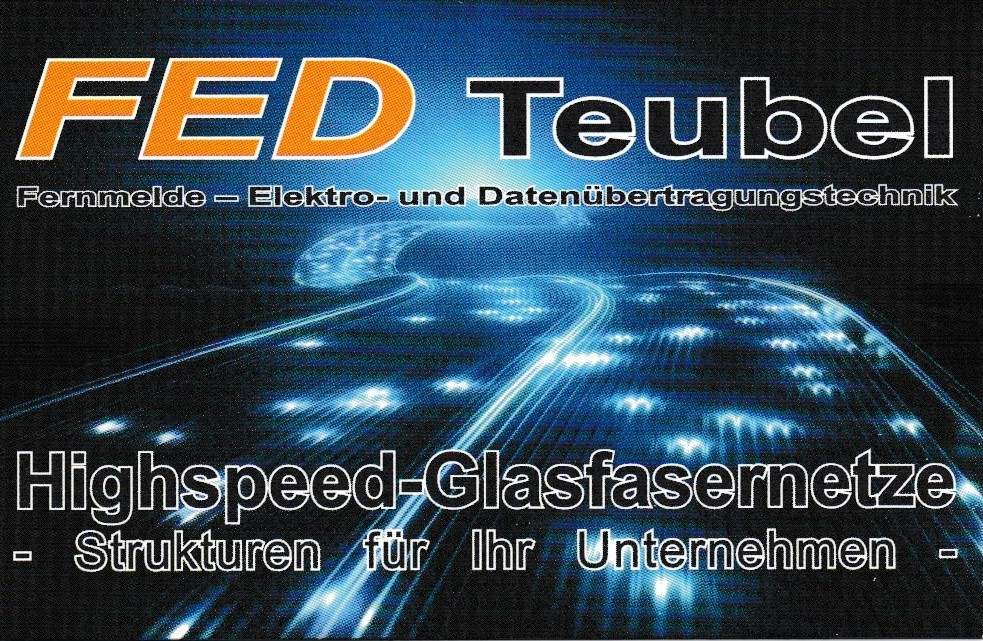 FED Teubel
Fernmelde – Elektro- und Datenübertragungstechnik
Highspeed-Glasfasernetze
- Strukturen für Ihr Unternehmen -